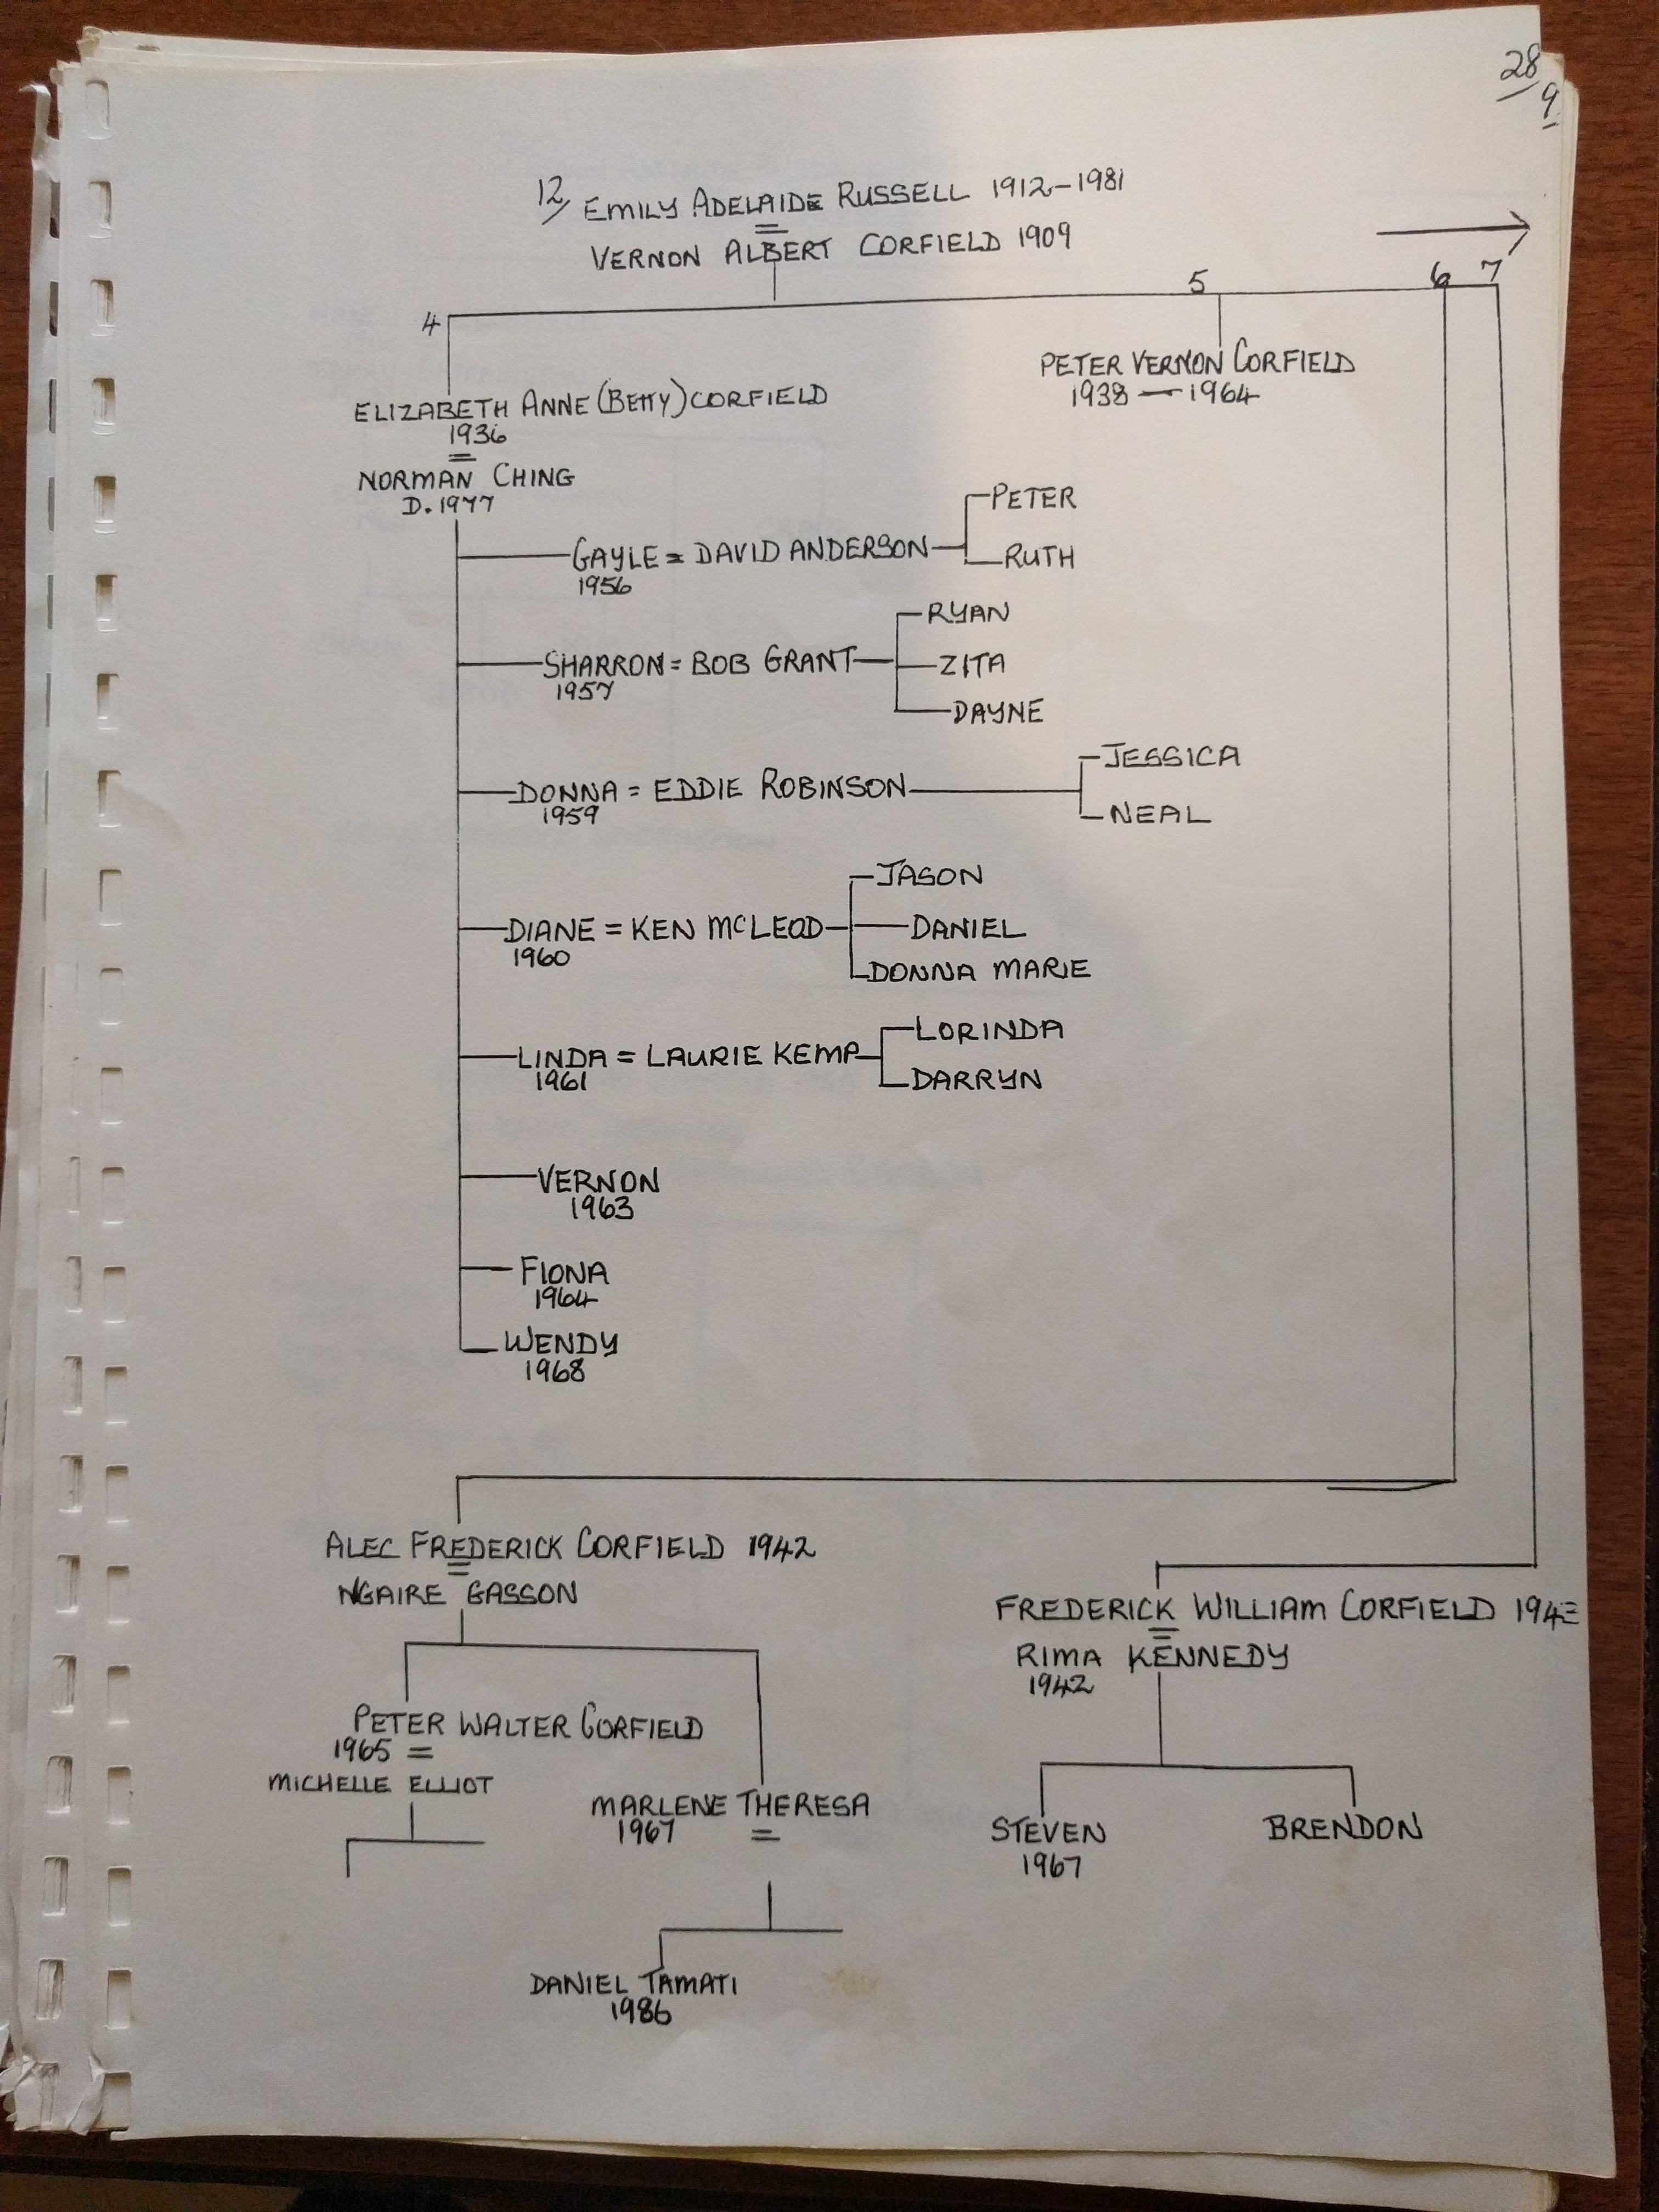 28/9
12/ EMILY ADELAIDE RUSSELL 1912-1981
=
VERNON ALBERT CORFIELD 1909
4
5
6
7
PETER VERNON CORFIELD
1938 — 1964
ELIZABETH ANNE (BETTY) CORFIELD
1936
=
NORMAN CHING
D. 1977
PETER
GAYLE = DAVID ANDERSON
RUTH
1956
RYAN
SHARRON = BOB GRANT
ZITA
1957
DAYNE
JESSICA
DONNA = EDDIE ROBINSON
1959
NEAL
JASON
DIANE = KEN MCLEOD
DANIEL
1960
DONNA MARIE
LORINDA
LINDA = LAURIE KEMP
1961
DARRYN
VERNON
1963
FIONA
1964
WENDY
1968
ALEC FREDERICK CORFIELD 1942
=
NGAIRE GASSON
FREDERICK WILLIAM CORFIELD
=
RIMA KENNEDY
1942
PETER WALTER CORFIELD
1965 =
MICHELLE ELLIOT
MARLENE THERESA
1967 =
STEVEN
1967
BRENDON
DANIEL TAMATI
1986